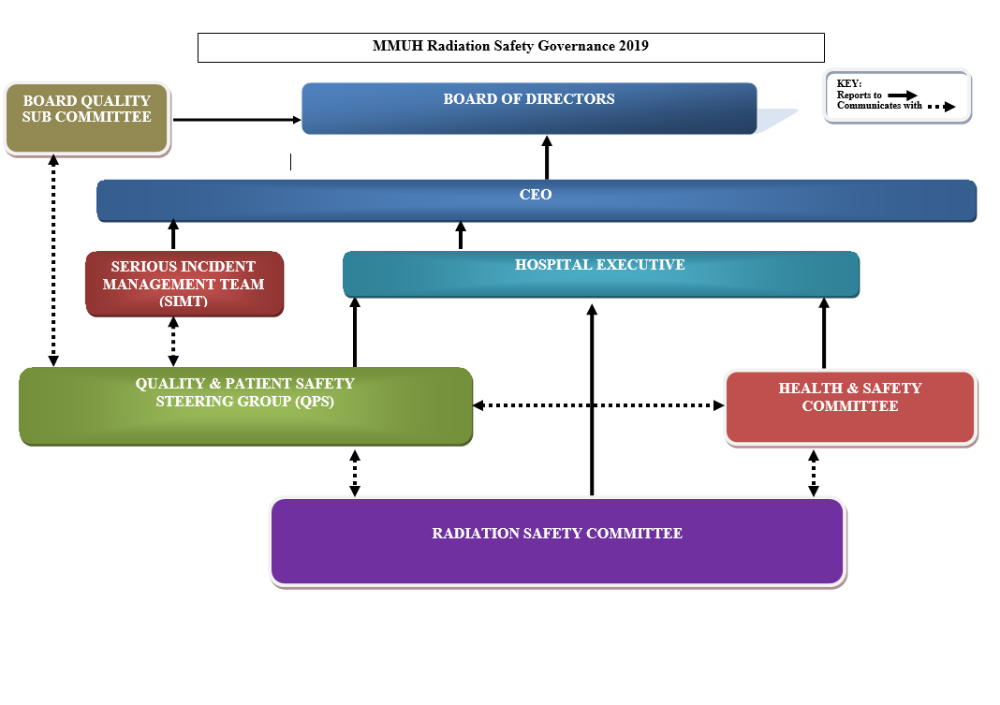 MMUH Radiation Safety Governance 2019
BOARD QUALITY
SUB COMMITTEE
BOARD OF DIRECTORS
KEY:
Reports to
Communicates with
CEO
SERIOUS INCIDENT
MANAGEMENT TEAM
(SIMT)
HOSPITAL EXECUTIVE
QUALITY & PATIENT SAFETY
STEERING GROUP (QPS)
HEALTH & SAFETY
COMMITTEE
RADIATION SAFETY COMMITTEE